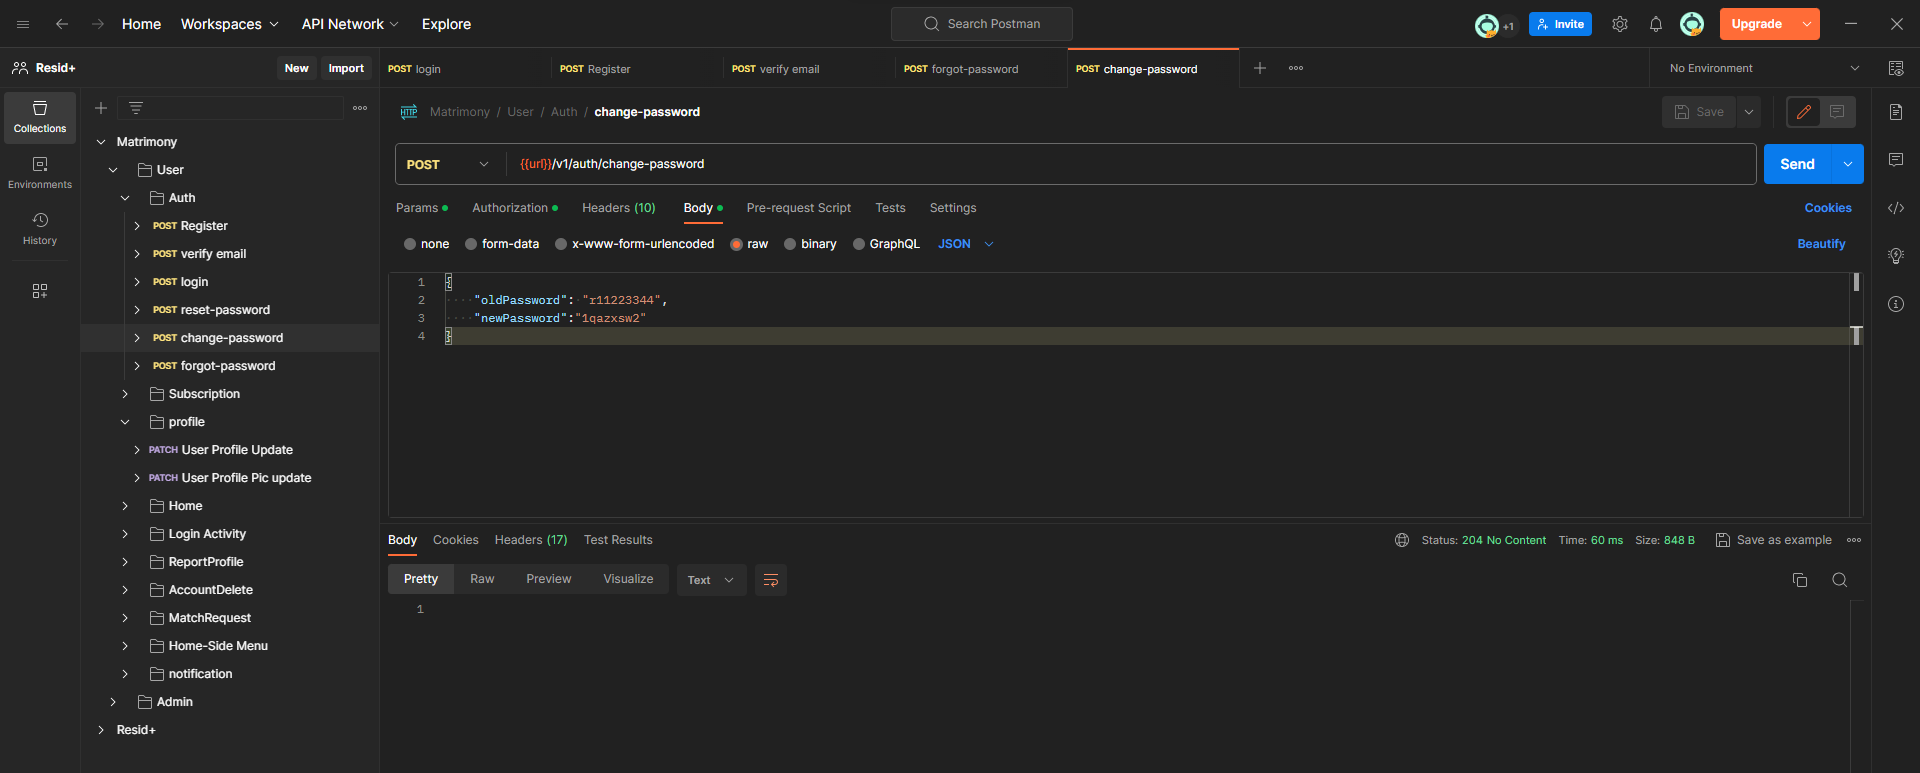 Home Workspaces API Network Explore Search Postman +1 Invite Upgrade
Resid+ New Import POST login POST Register POST verify email POST forgot-password POST change-password No Environment
Collections
Environments
History
Matrimony
User
Auth
POST Register
POST verify email
POST login
POST reset-password
POST change-password
POST forgot-password
Subscription
profile
PATCH User Profile Update
PATCH User Profile Pic update
Home
Login Activity
ReportProfile
AccountDelete
MatchRequest
Home-Side Menu
notification
Admin
Resid+
HTTP Matrimony / User / Auth / change-password Save
POST {{url}}/v1/auth/change-password Send
Params Authorization Headers (10) Body Pre-request Script Tests Settings Cookies
none form-data x-www-form-urlencoded raw binary GraphQL JSON Beautify
1 {
2 "oldPassword": "r11223344",
3 "newPassword":"1qazxsw2"
4 }
Body Cookies Headers (17) Test Results Status: 204 No Content Time: 60 ms Size: 848 B Save as example
Pretty Raw Preview Visualize Text
1